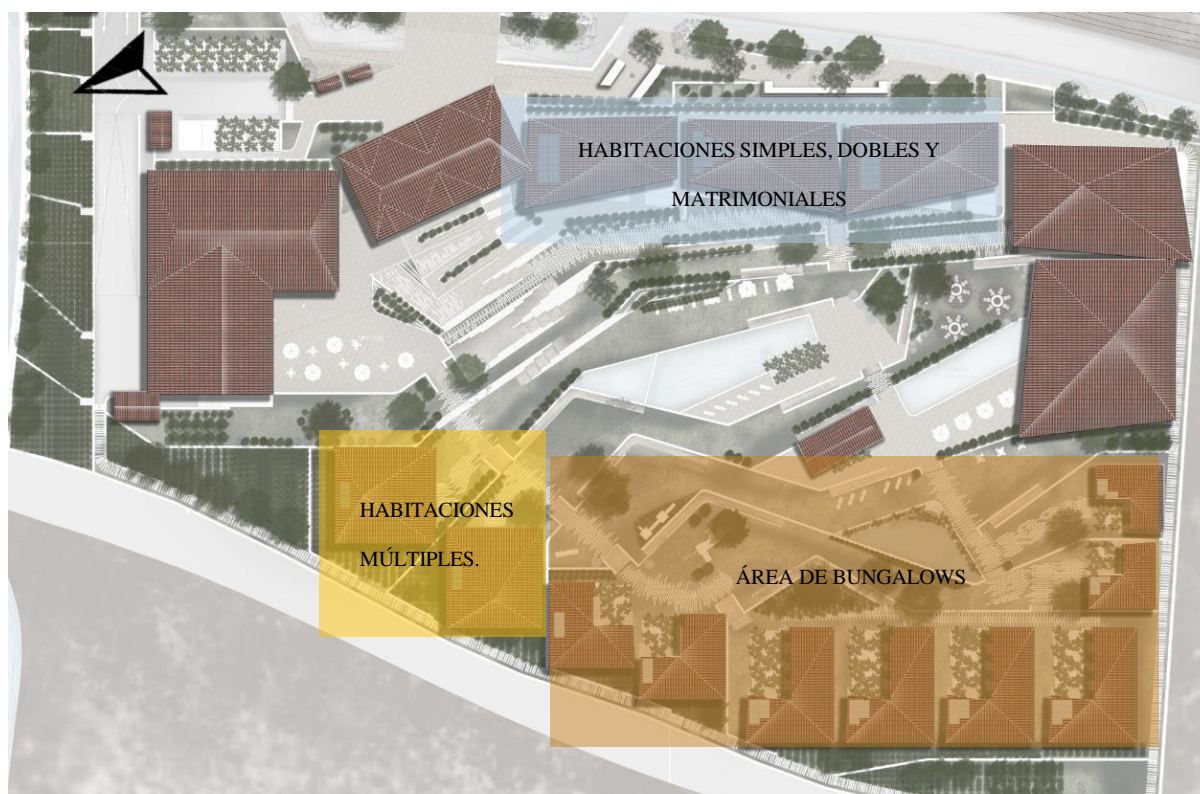 HABITACIONES SIMPLES, DOBLES Y
MATRIMONIALES
HABITACIONES
MÚLTIPLES.
ÁREA DE BUNGALOWS